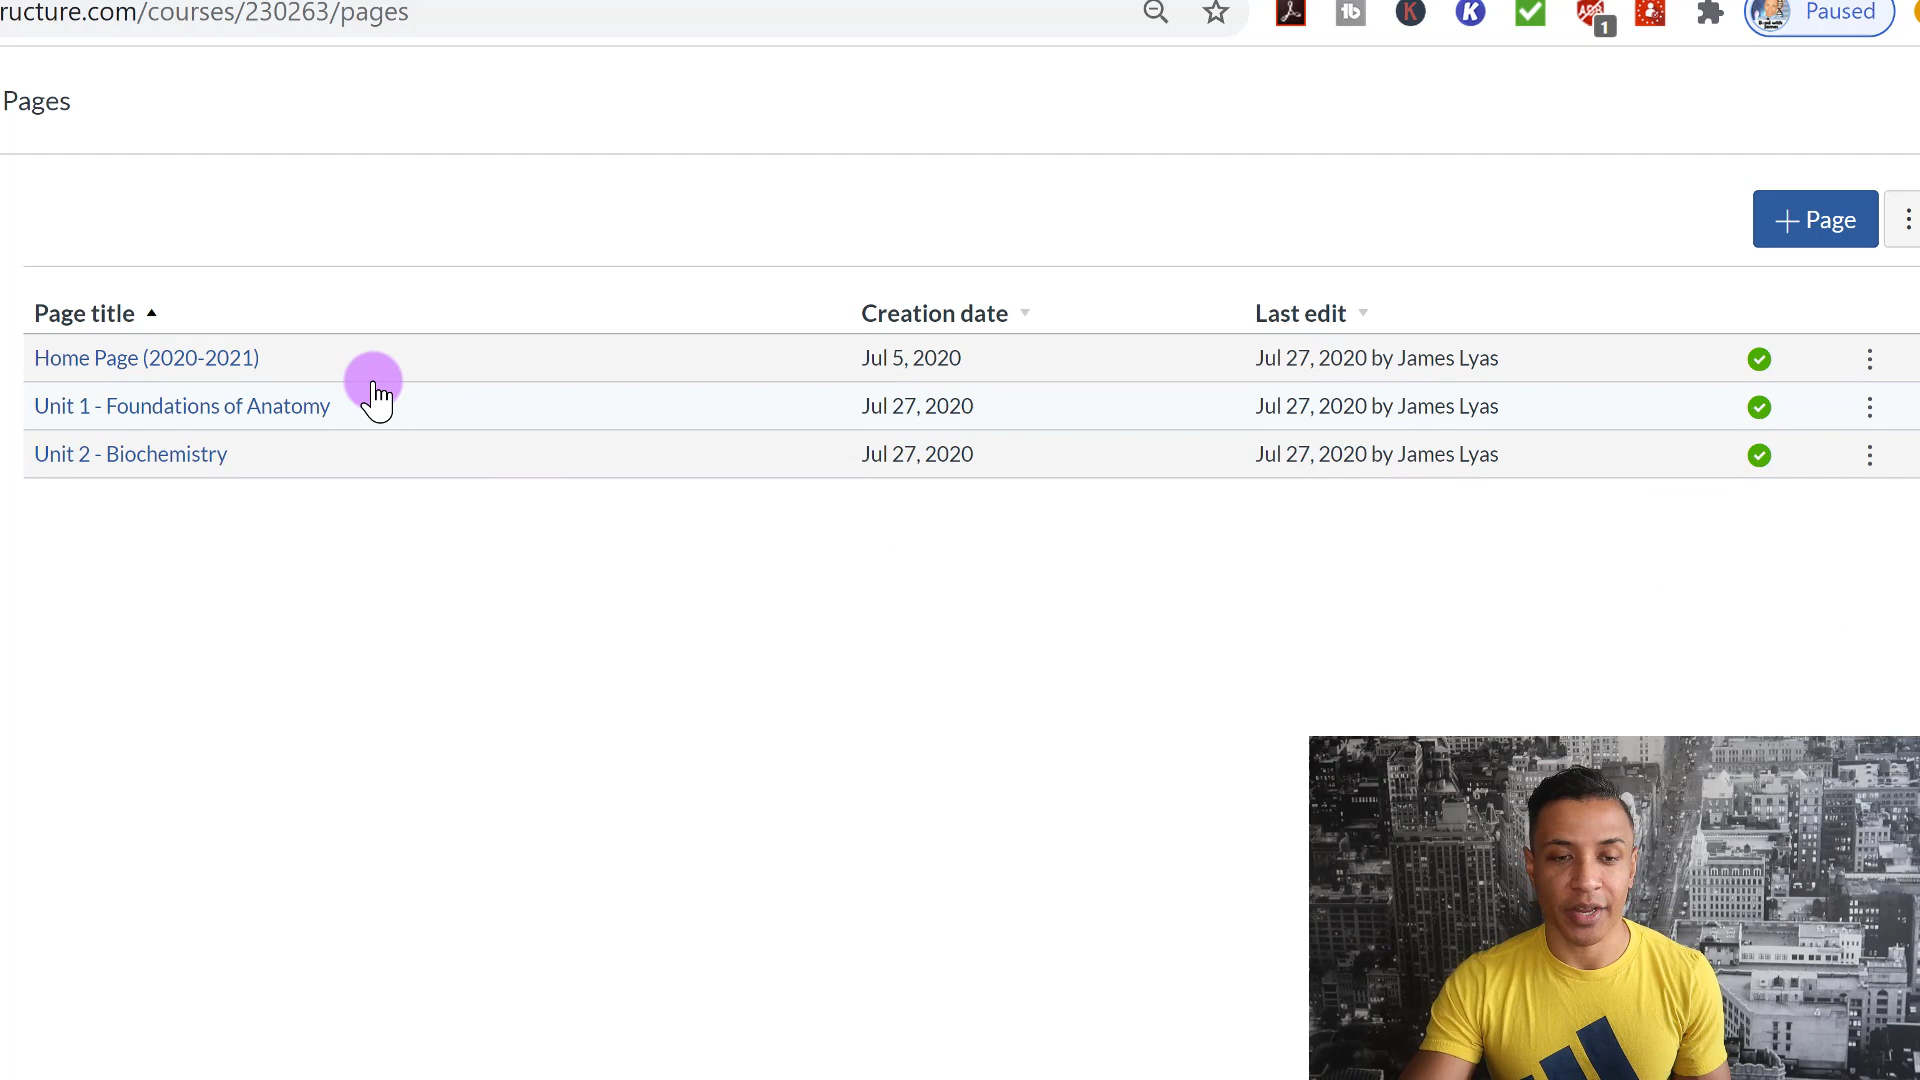 ructure.com/courses/230263/pages
1
Paused
Pages
+ Page
Page title Creation date Last edit
Home Page (2020-2021) Jul 5, 2020 Jul 27, 2020 by James Lyas
Unit 1 - Foundations of Anatomy Jul 27, 2020 Jul 27, 2020 by James Lyas
Unit 2 - Biochemistry Jul 27, 2020 Jul 27, 2020 by James Lyas